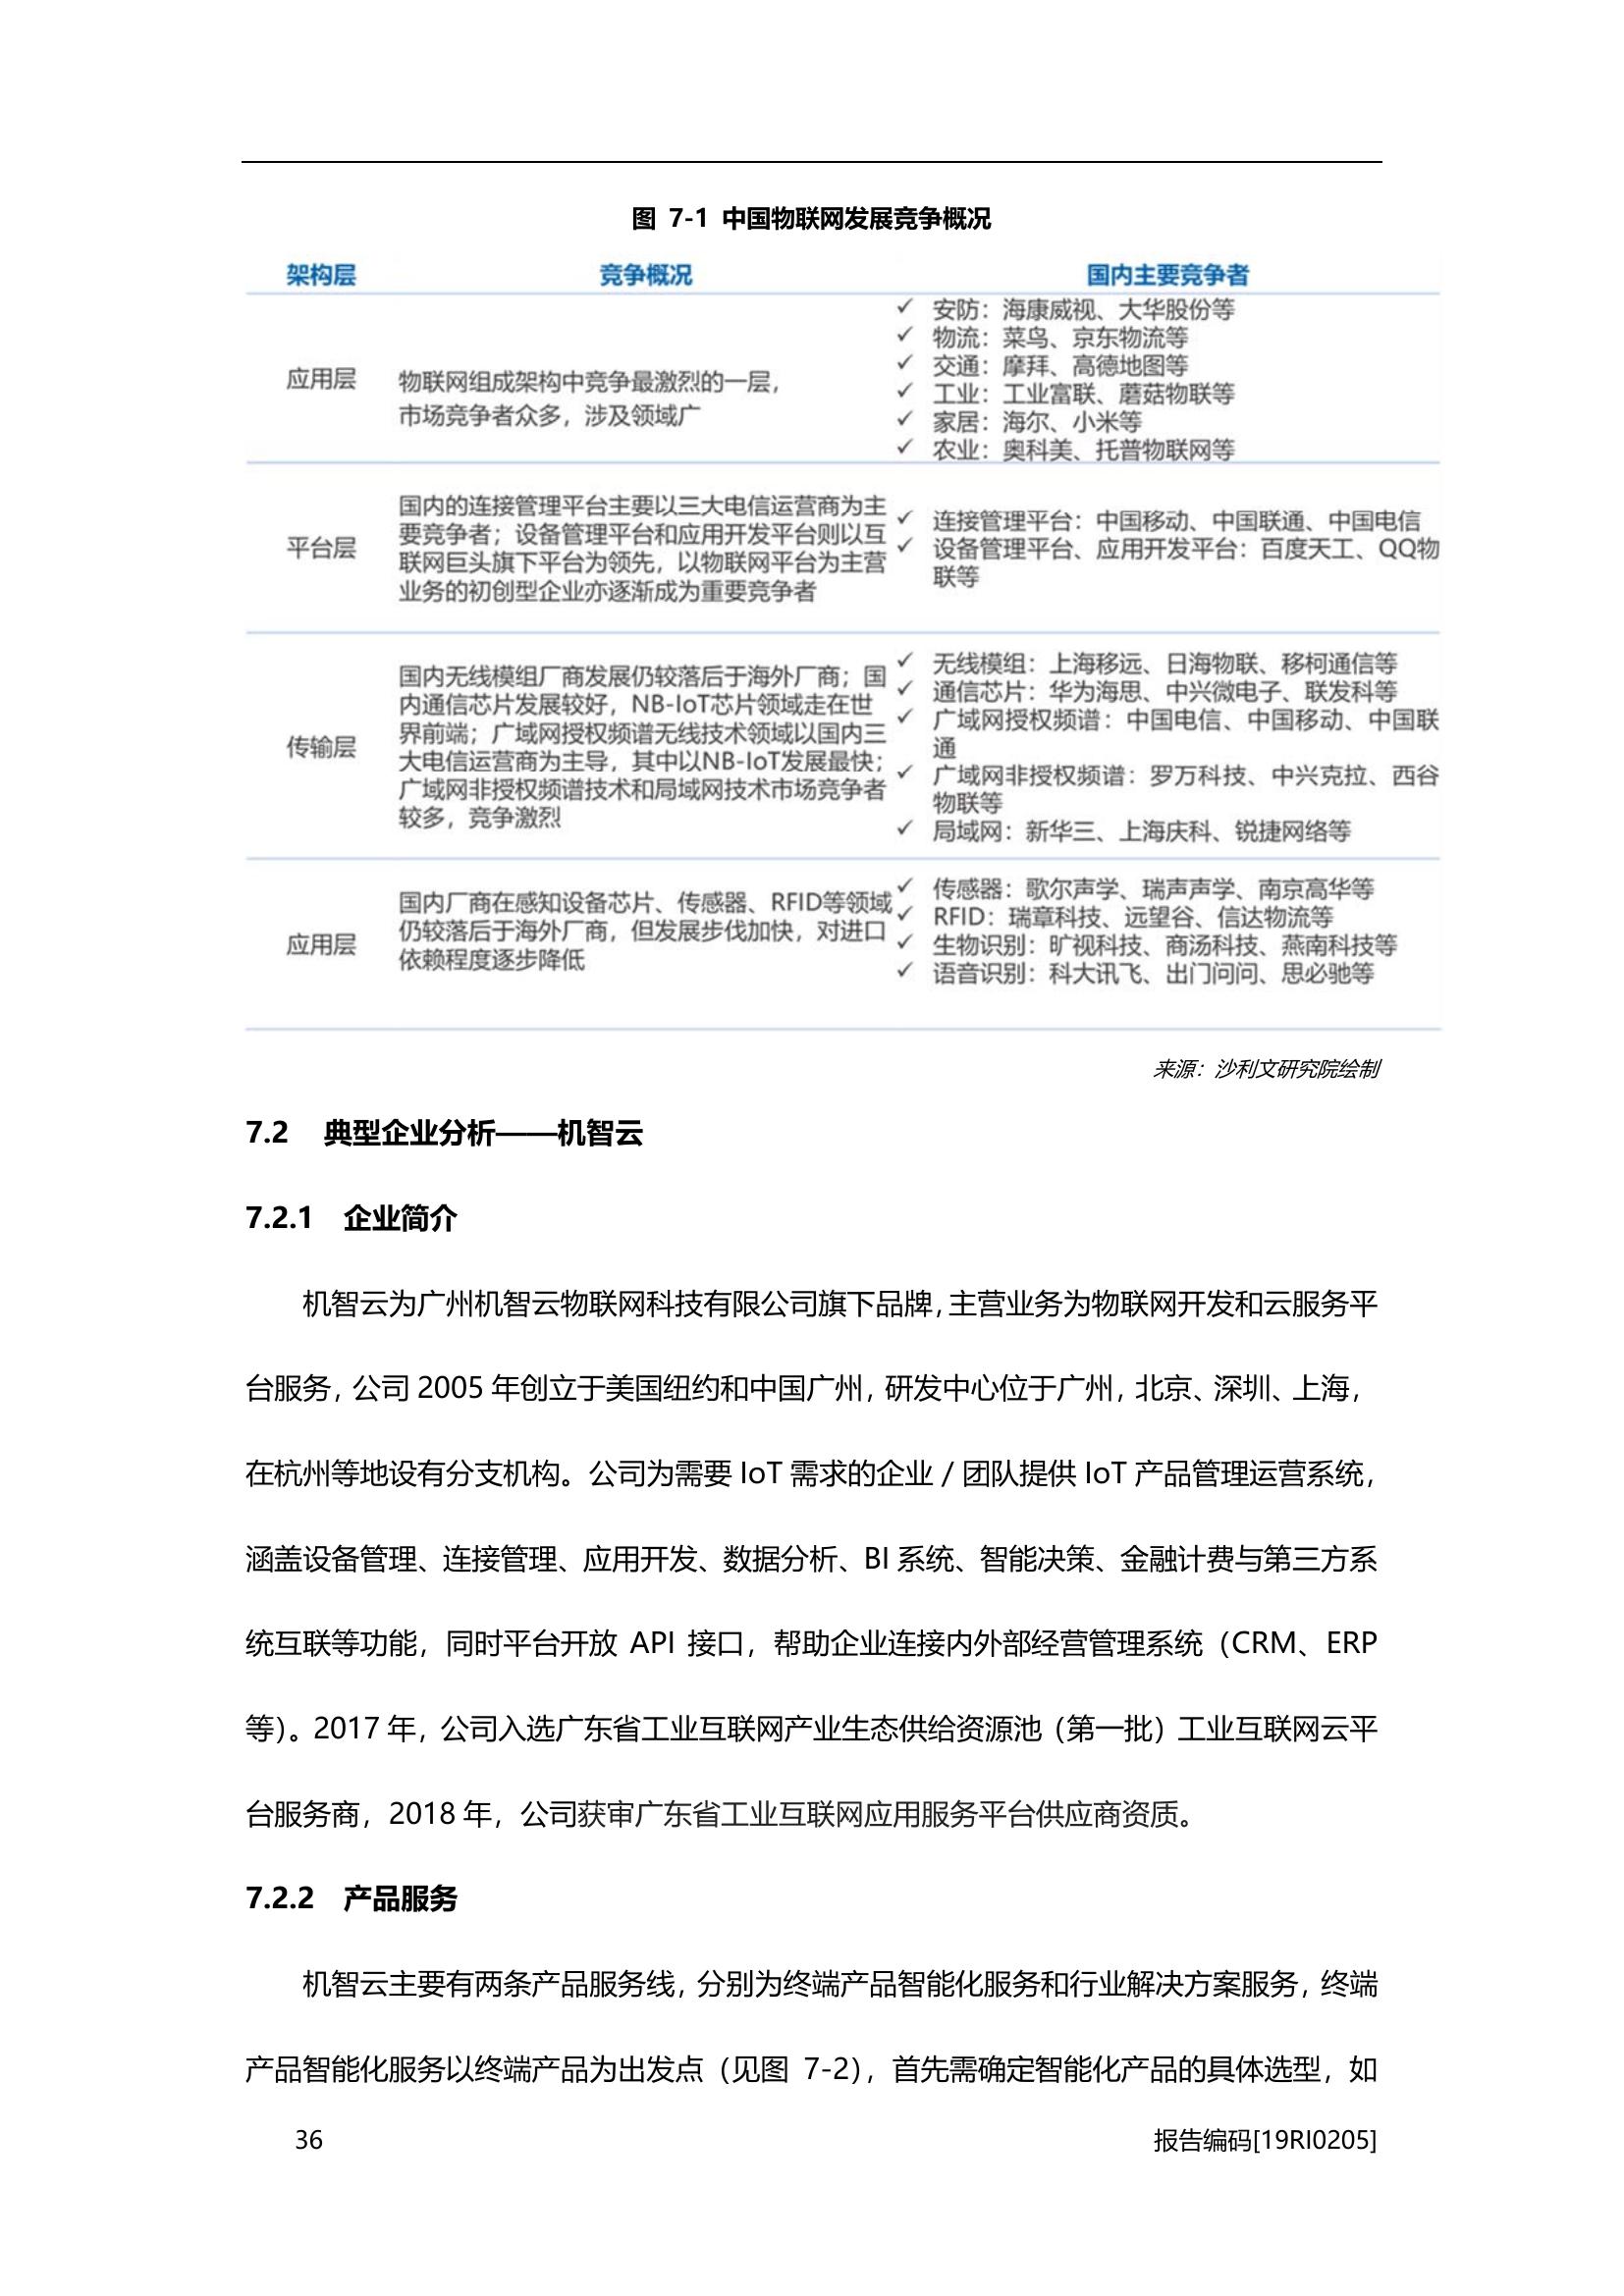 图 7-1 中国物联网发展竞争概况
架构层 竞争概况 国内主要竞争者
应用层
物联网组成架构中竞争最激烈的一层，
市场竞争者众多，涉及领域广
✓ 安防：海康威视、大华股份等
✓ 物流：菜鸟、京东物流等
✓ 交通：摩拜、高德地图等
✓ 工业：工业富联、蘑菇物联等
✓ 家居：海尔、小米等
✓ 农业：奥科美、托普物联网等
平台层
国内的连接管理平台主要以三大电信运营商为主
要竞争者；设备管理平台和应用开发平台则以互
联网巨头旗下平台为领先，以物联网平台为主营
业务的初创型企业亦逐渐成为重要竞争者
✓ 连接管理平台：中国移动、中国联通、中国电信
✓ 设备管理平台、应用开发平台：百度天工、QQ物
联等
传输层
国内无线模组厂商发展仍较落后于海外厂商；国
内通信芯片发展较好，NB-IoT芯片领域走在世
界前端；广域网授权频谱无线技术领域以国内三
大电信运营商为主导，其中以NB-IoT发展最快；
广域网非授权频谱技术和局域网技术市场竞争者
较多，竞争激烈
✓ 无线模组：上海移远、日海物联、移柯通信等
✓ 通信芯片：华为海思、中兴微电子、联发科等
✓ 广域网授权频谱：中国电信、中国移动、中国联
通
✓ 广域网非授权频谱：罗万科技、中兴克拉、西谷
物联等
✓ 局域网：新华三、上海庆科、锐捷网络等
应用层
国内厂商在感知设备芯片、传感器、RFID等领域
仍较落后于海外厂商，但发展步伐加快，对进口
依赖程度逐步降低
✓ 传感器：歌尔声学、瑞声声学、南京高华等
✓ RFID：瑞章科技、远望谷、信达物流等
✓ 生物识别：旷视科技、商汤科技、燕南科技等
✓ 语音识别：科大讯飞、出门问问、思必驰等
来源：沙利文研究院绘制
7.2 典型企业分析——机智云
7.2.1 企业简介
机智云为广州机智云物联网科技有限公司旗下品牌，主营业务为物联网开发和云服务平
台服务，公司 2005 年创立于美国纽约和中国广州，研发中心位于广州，北京、深圳、上海，
在杭州等地设有分支机构。公司为需要 IoT 需求的企业 / 团队提供 IoT 产品管理运营系统，
涵盖设备管理、连接管理、应用开发、数据分析、BI 系统、智能决策、金融计费与第三方系
统互联等功能，同时平台开放 API 接口，帮助企业连接内外部经营管理系统（CRM、ERP
等）。2017 年，公司入选广东省工业互联网产业生态供给资源池（第一批）工业互联网云平
台服务商，2018 年，公司获审广东省工业互联网应用服务平台供应商资质。
7.2.2 产品服务
机智云主要有两条产品服务线，分别为终端产品智能化服务和行业解决方案服务，终端
产品智能化服务以终端产品为出发点（见图 7-2），首先需确定智能化产品的具体选型，如
36 报告编码[19RI0205]